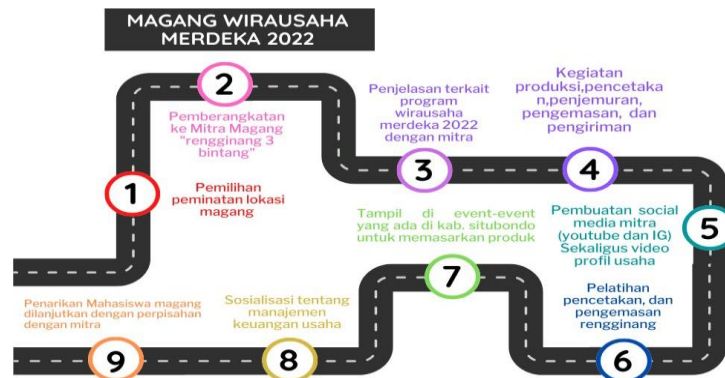 MAGANG WIRAUSAHA
MERDEKA 2022
1
Pemilihan
peminatan lokasi
magang
2
Pemberangkatan
ke Mitra Magang
"rengginang 3
bintang"
3
Penjelasan terkait
program
wirausaha
merdeka 2022
dengan mitra
4
Kegiatan
produksi,pencetaka
n,penjemuran,
pengemasan, dan
pengiriman
5
Pembuatan social
media mitra
(youtube dan IG)
Sekaligus video
profil usaha
6
Pelatihan
pencetakan, dan
pengemasan
rengginang
7
Tampil di event-event
yang ada di kab. situbondo
untuk memasarkan produk
8
Sosialisasi tentang
manajemen
keuangan usaha
9
Penarikan Mahasiswa magang
dilanjutkan dengan perpisahan
dengan mitra